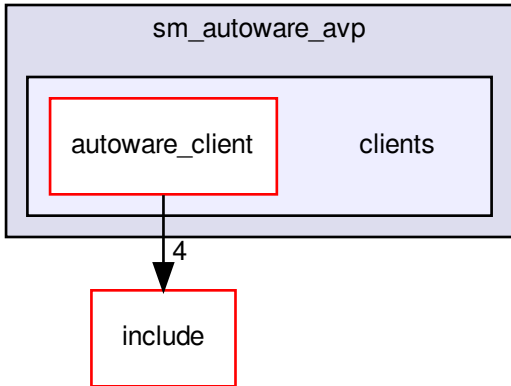 sm_autoware_avp
autoware_client
clients
4
include